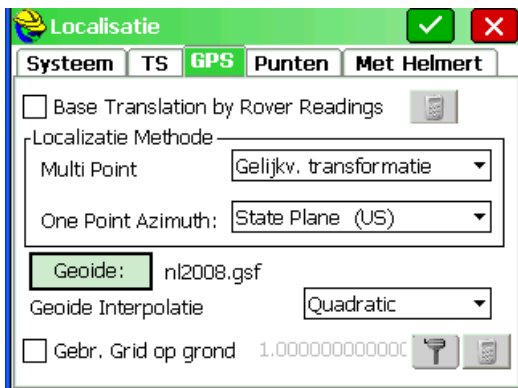 Localisatie
Systeem TS GPS Punten Met Helmert
Base Translation by Rover Readings
Localizatie Methode
Multi Point Gelijkv. transformatie
One Point Azimuth: State Plane (US)
Geoide: nl2008.gsf
Geoide Interpolatie Quadratic
Gebr. Grid op grond 1.000000000000